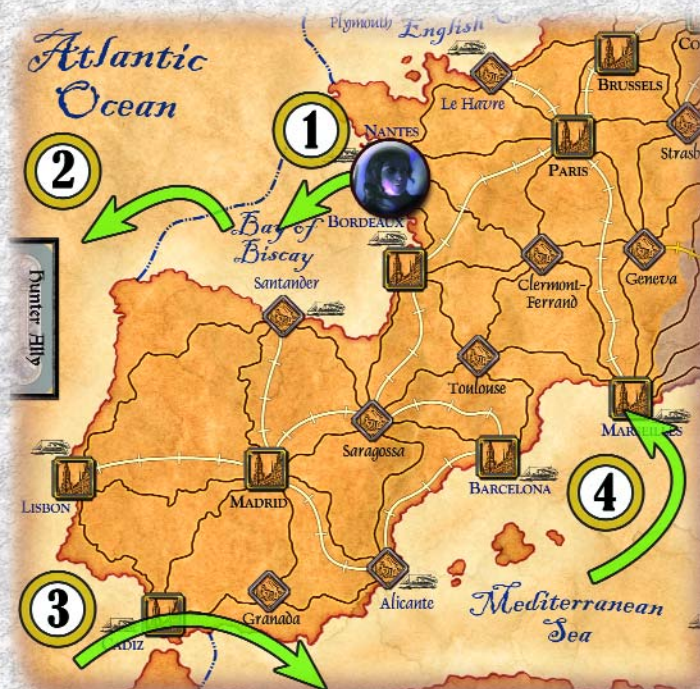 Plymouth
English
Atlantic
Ocean
Brussels
Le Havre
1
Nantes
Strasb
2
Paris
Bordeaux
Bay of
Biscay
Geneva
Clermont-
Ferrand
Santander
Hunter Ally
Toulouse
Marseilles
Saragossa
Barcelona
4
Madrid
Lisbon
3
Alicante
Granada
Mediterranean
Sea
Cadiz